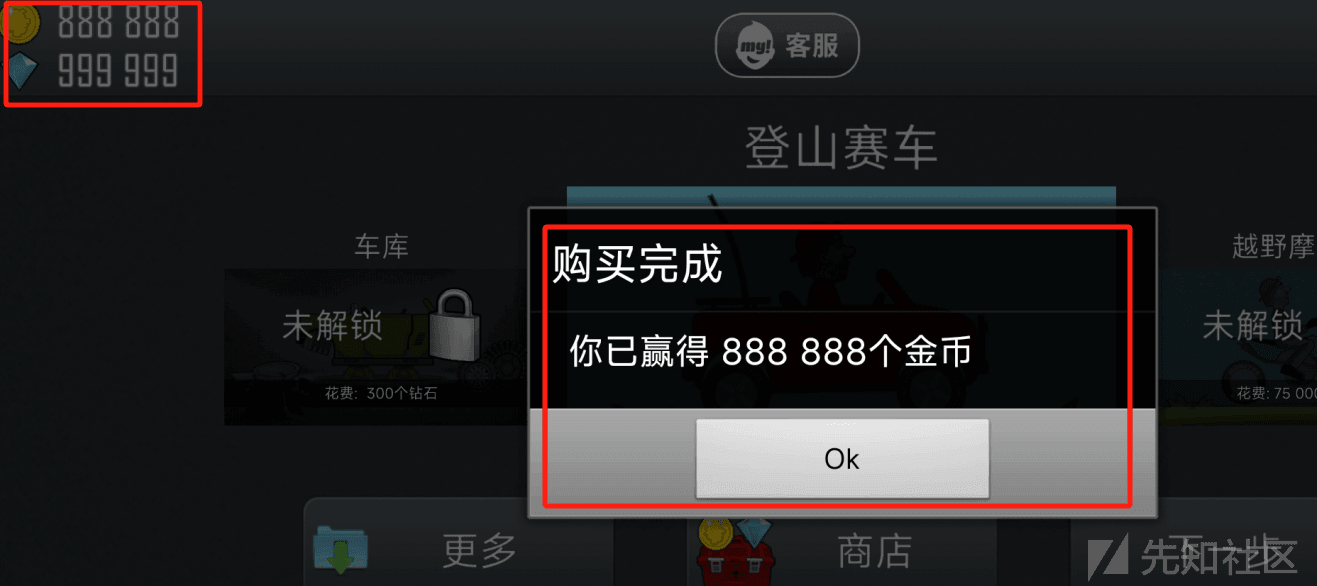 888 888
999 999
my! 客服
登山赛车
车库
未解锁
花费: 300个钻石
购买完成
你已赢得 888 888个金币
Ok
越野摩
未解锁
花费: 75 000
更多
商店
下一步
先知社区